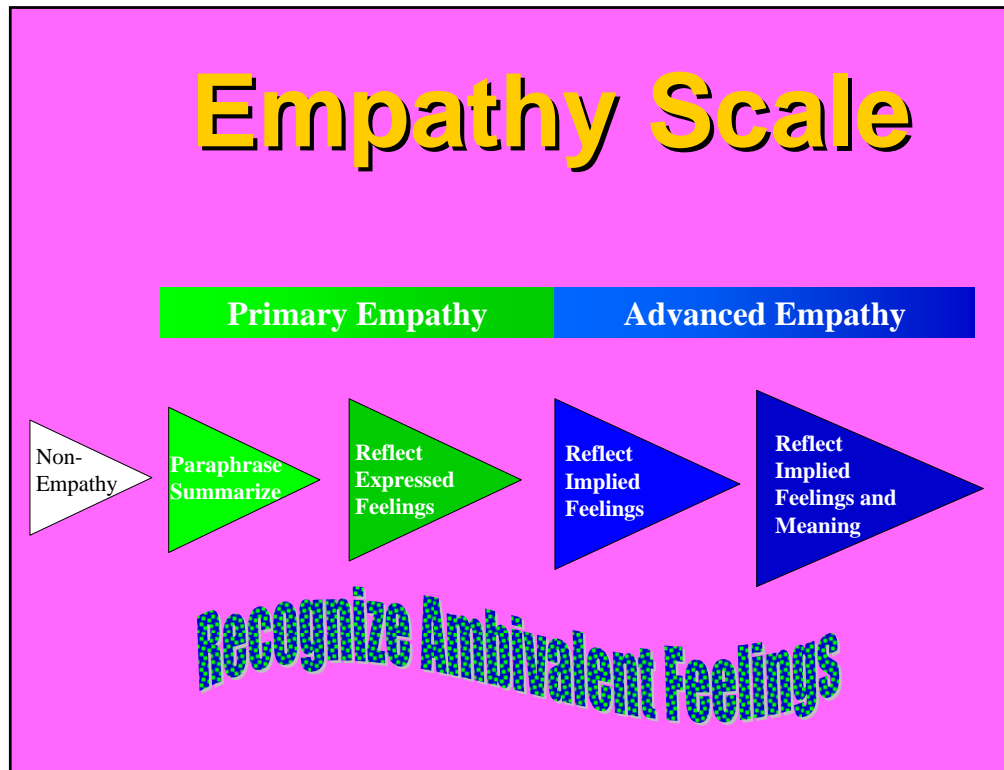 Empathy Scale
Primary Empathy
Advanced Empathy
Non-
Empathy
Paraphrase
Summarize
Reflect
Expressed
Feelings
Reflect
Implied
Feelings
Reflect
Implied
Feelings and
Meaning
Recognize Ambivalent Feelings